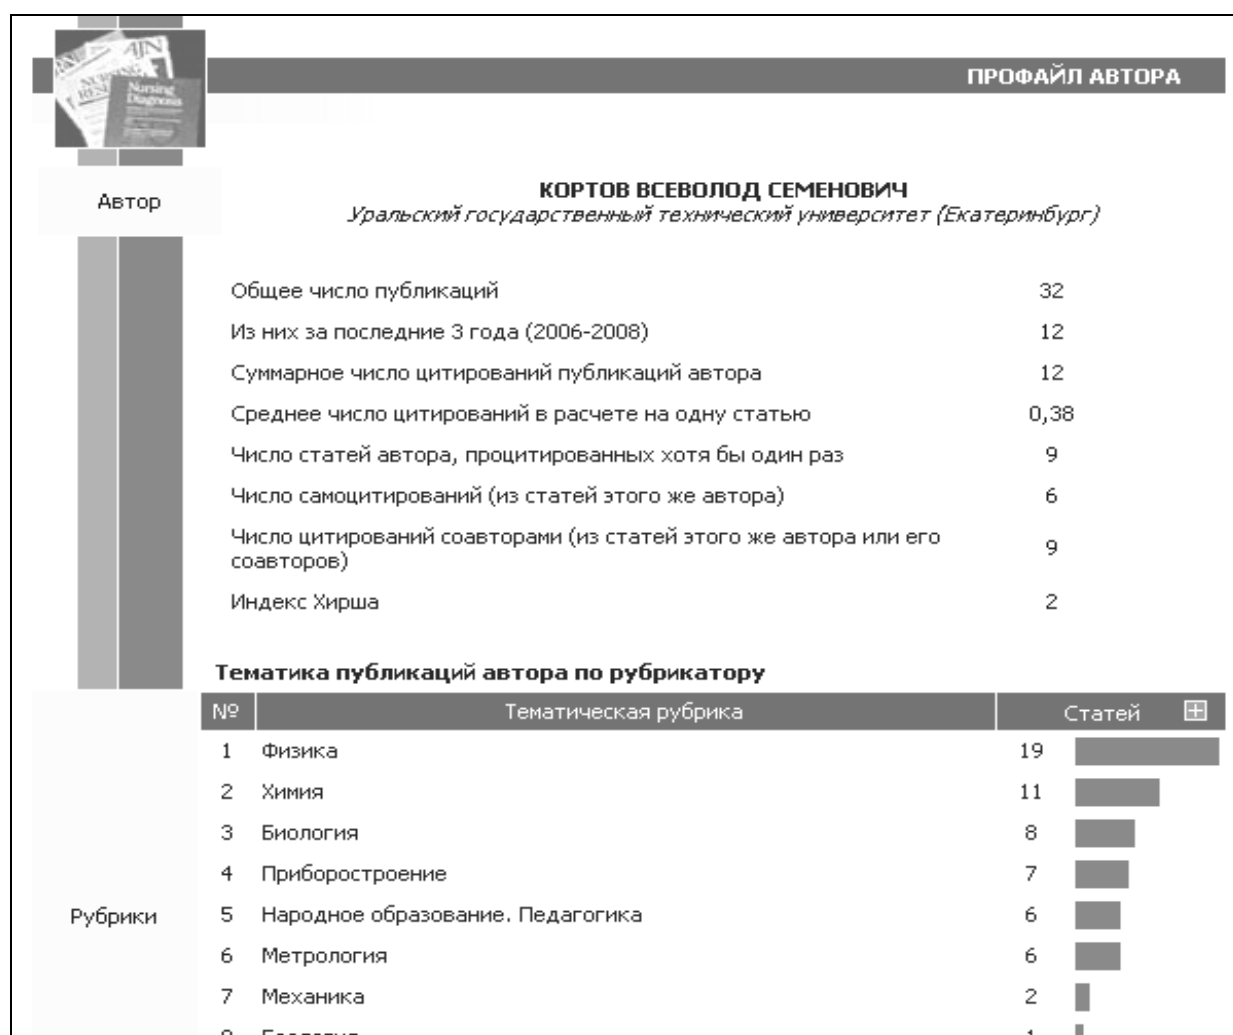 AJN
Nursing
Diagnosis
ПРОФАЙЛ АВТОРА
Автор
КОРТОВ ВСЕВОЛОД СЕМЕНОВИЧ
Уральский государственный технический университет (Екатеринбург)
Общее число публикаций 32
Из них за последние 3 года (2006-2008) 12
Суммарное число цитирований публикаций автора 12
Среднее число цитирований в расчете на одну статью 0,38
Число статей автора, процитированных хотя бы один раз 9
Число самоцитирований (из статей этого же автора) 6
Число цитирований соавторами (из статей этого же автора или его
соавторов) 9
Индекс Хирша 2
Тематика публикаций автора по рубрикатору
№ Тематическая рубрика Статей
1 Физика 19
2 Химия 11
3 Биология 8
4 Приборостроение 7
Рубрики
5 Народное образование. Педагогика 6
6 Метрология 6
7 Механика 2